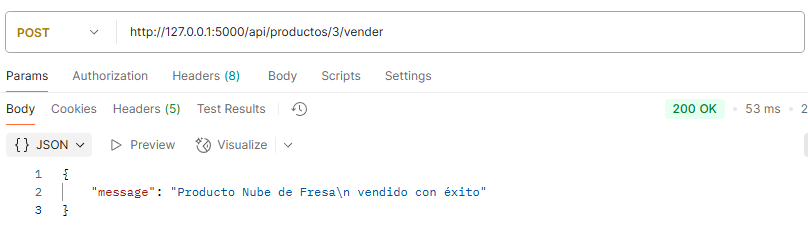 POST http://127.0.0.1:5000/api/productos/3/vender
Params Authorization Headers (8) Body Scripts Settings
Body Cookies Headers (5) Test Results 200 OK • 53 ms • 2
{} JSON Preview Visualize
1 {
2 "message": "Producto Nube de Fresa\n vendido con éxito"
3 }